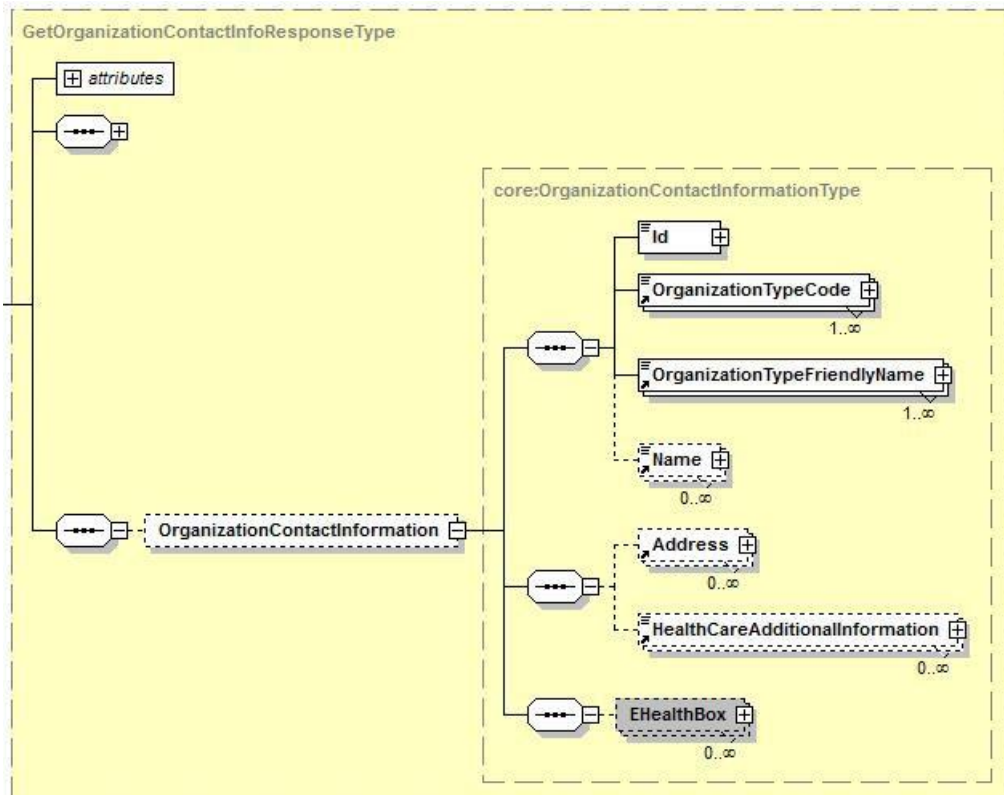 GetOrganizationContactInfoResponseType
attributes
core:OrganizationContactInformationType
Id
OrganizationTypeCode
1..∞
OrganizationTypeFriendlyName
1..∞
Name
0..∞
OrganizationContactInformation
Address
0..∞
HealthCareAdditionalInformation
0..∞
EHealthBox
0..∞